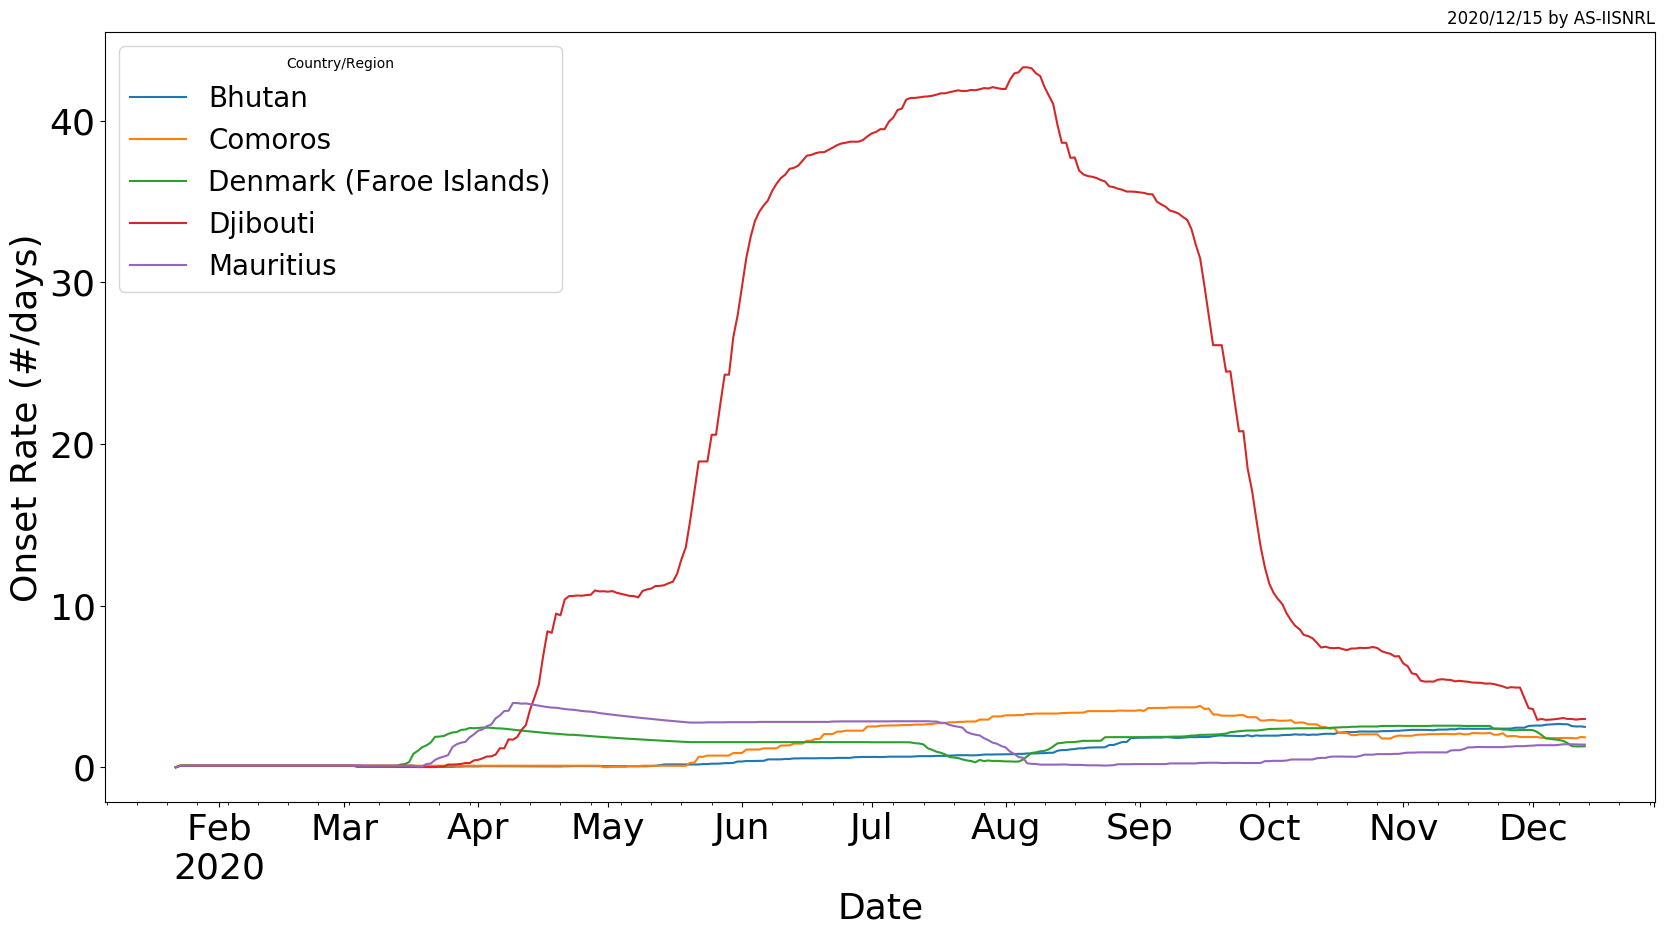 2020/12/15 by AS-IISNRL
Country/Region
Bhutan
Comoros
Denmark (Faroe Islands)
Djibouti
Mauritius
Onset Rate (#/days)
40
30
20
10
0
Feb Mar Apr May Jun Jul Aug Sep Oct Nov Dec
2020
Date